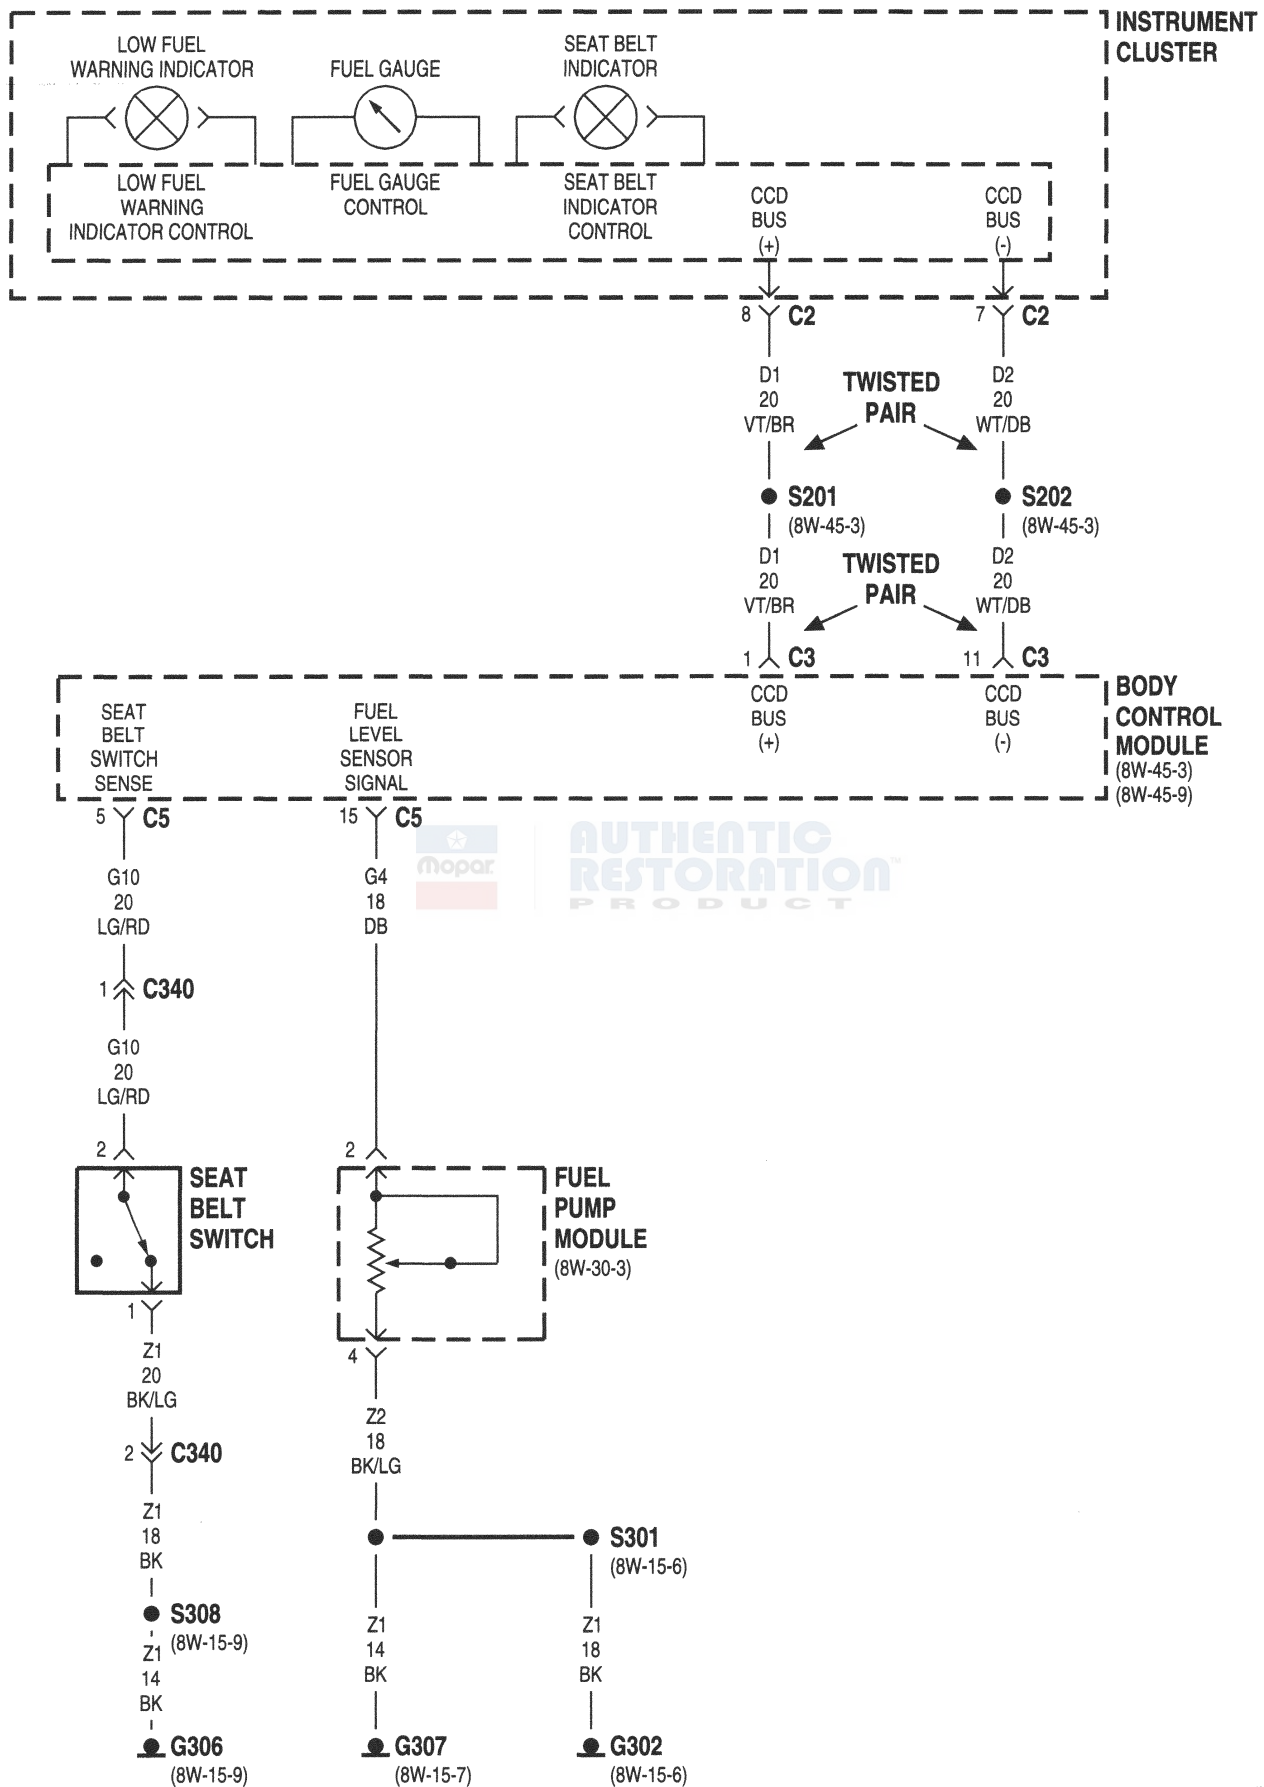 INSTRUMENT
CLUSTER
LOW FUEL
WARNING INDICATOR
FUEL GAUGE
SEAT BELT
INDICATOR
LOW FUEL
WARNING
INDICATOR CONTROL
FUEL GAUGE
CONTROL
SEAT BELT
INDICATOR
CONTROL
CCD
BUS
(+)
CCD
BUS
(-)
8 C2
7 C2
D1
20
VT/BR
TWISTED
PAIR
D2
20
WT/DB
S201
(8W-45-3)
S202
(8W-45-3)
D1
20
VT/BR
TWISTED
PAIR
D2
20
WT/DB
1 C3
11 C3
BODY
CONTROL
MODULE
(8W-45-3)
(8W-45-9)
SEAT
BELT
SWITCH
SENSE
FUEL
LEVEL
SENSOR
SIGNAL
CCD
BUS
(+)
CCD
BUS
(-)
5 C5
15 C5
Mopar
AUTHENTIC
RESTORATION™
PRODUCT
G10
20
LG/RD
G4
18
DB
1 C340
G10
20
LG/RD
2
2
SEAT
BELT
SWITCH
FUEL
PUMP
MODULE
(8W-30-3)
1
4
Z1
20
BK/LG
Z2
18
BK/LG
2 C340
Z1
18
BK
S301
(8W-15-6)
S308
(8W-15-9)
Z1
14
BK
Z1
14
BK
Z1
18
BK
G306
(8W-15-9)
G307
(8W-15-7)
G302
(8W-15-6)